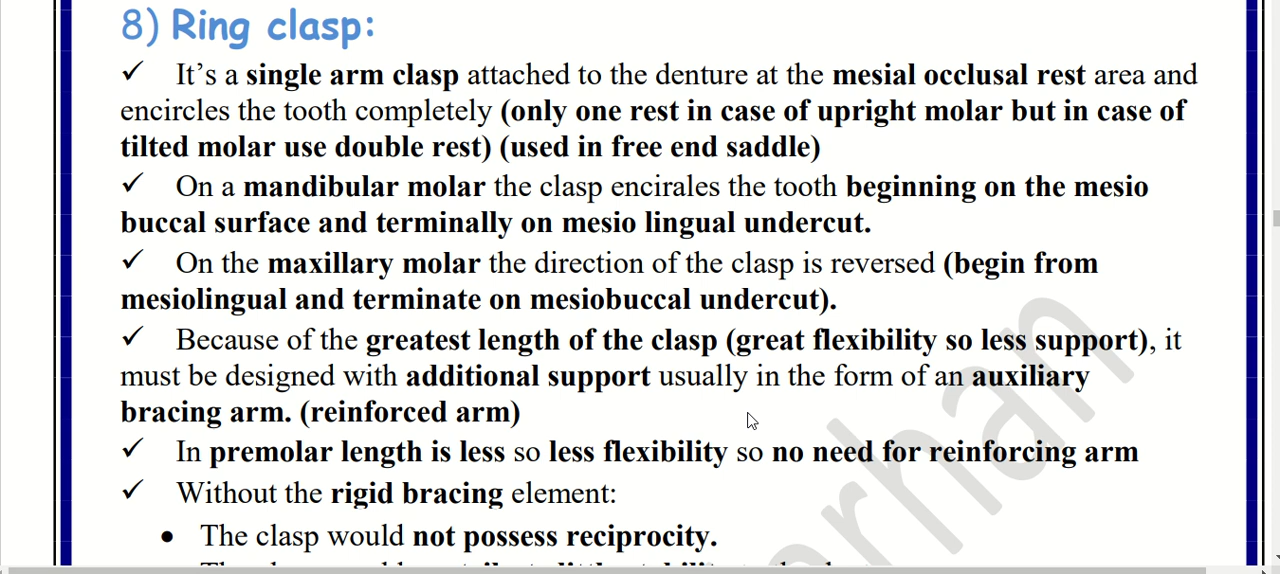 8) Ring clasp:
✓ It’s a single arm clasp attached to the denture at the mesial occlusal rest area and
encircles the tooth completely (only one rest in case of upright molar but in case of
tilted molar use double rest) (used in free end saddle)
✓ On a mandibular molar the clasp encirales the tooth beginning on the mesio
buccal surface and terminally on mesio lingual undercut.
✓ On the maxillary molar the direction of the clasp is reversed (begin from
mesiolingual and terminate on mesiobuccal undercut).
✓ Because of the greatest length of the clasp (great flexibility so less support), it
must be designed with additional support usually in the form of an auxiliary
bracing arm. (reinforced arm)
✓ In premolar length is less so less flexibility so no need for reinforcing arm
✓ Without the rigid bracing element:
• The clasp would not possess reciprocity.